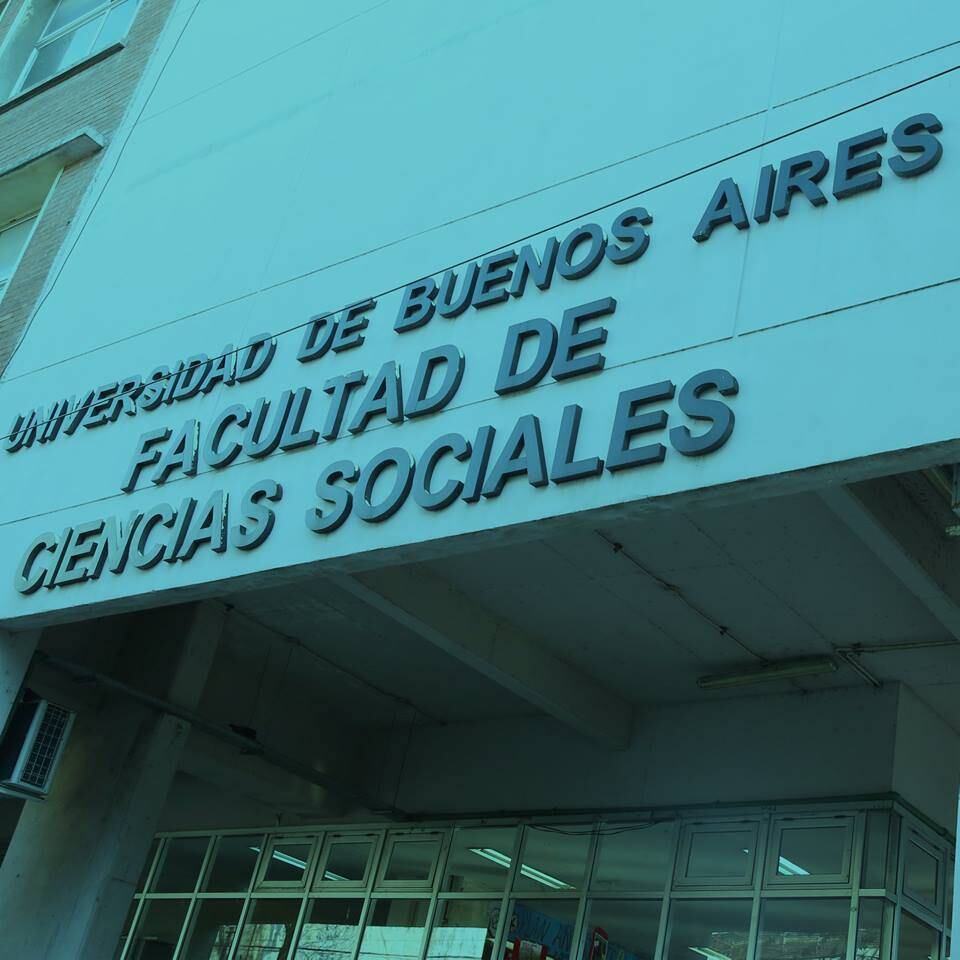 UNIVERSIDAD DE BUENOS AIRES
FACULTAD DE
CIENCIAS SOCIALES